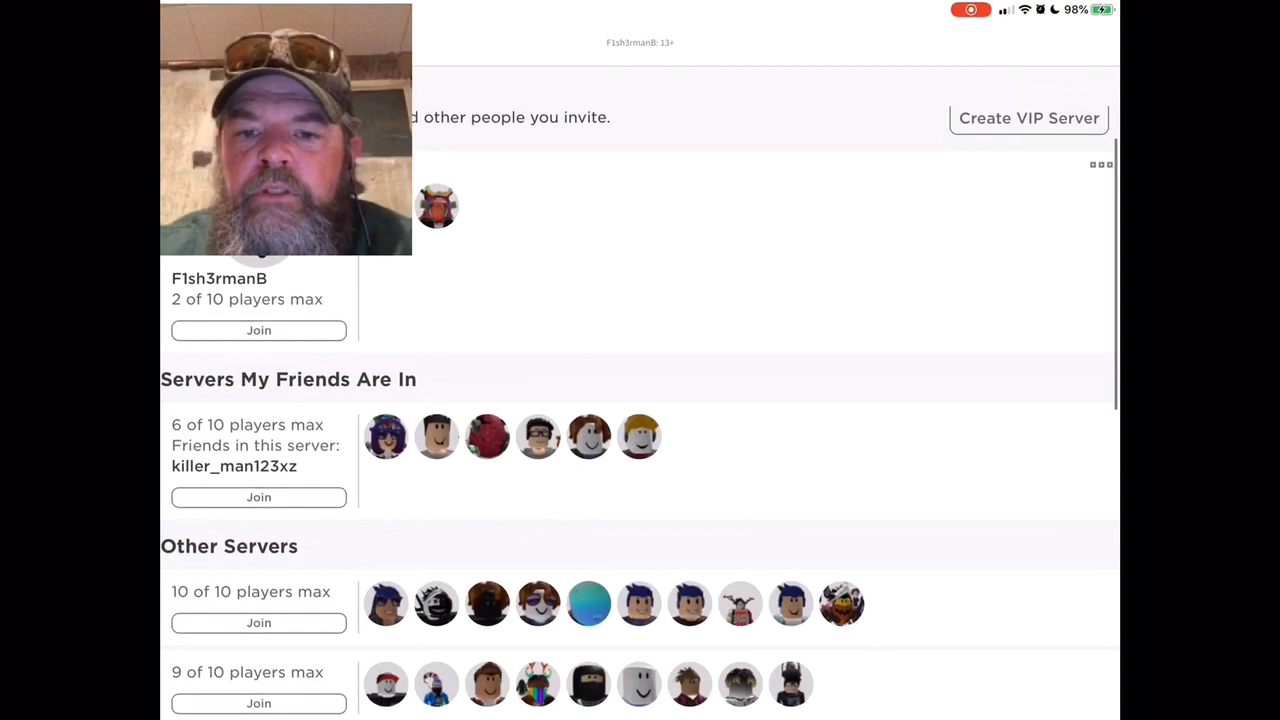 98%
F1sh3rmanB: 13+
d other people you invite.
Create VIP Server
F1sh3rmanB
2 of 10 players max
Join
Servers My Friends Are In
6 of 10 players max
Friends in this server:
killer_man123xz
Join
Other Servers
10 of 10 players max
Join
9 of 10 players max
Join